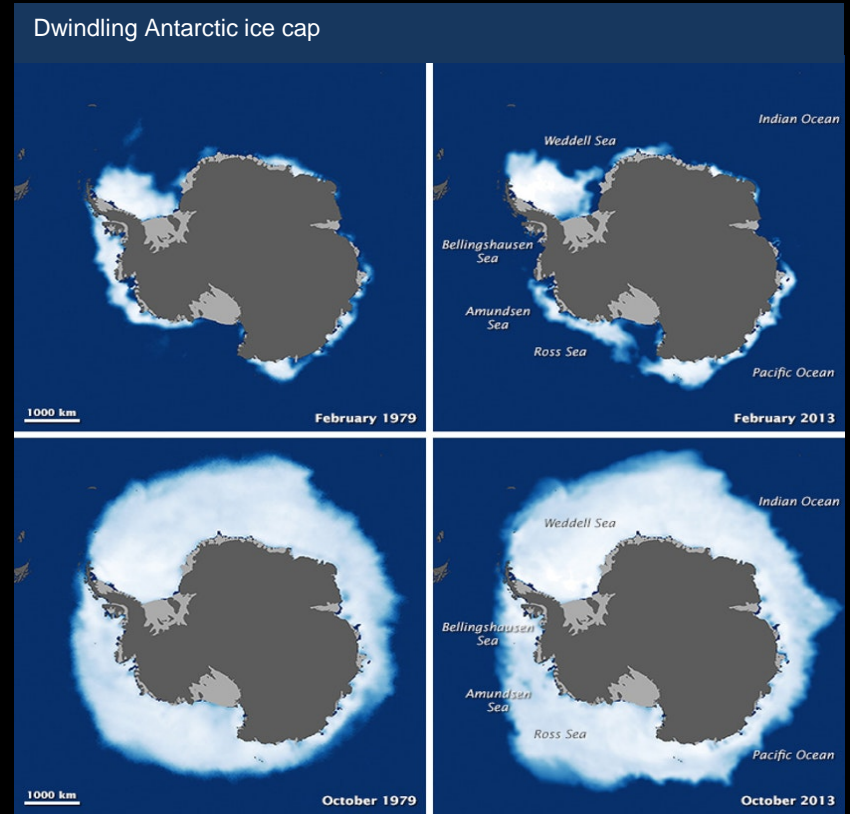 Dwindling Antarctic ice cap
1000 km
February 1979
Indian Ocean
Weddell Sea
Bellingshausen
Sea
Amundsen
Sea
Ross Sea
Pacific Ocean
February 2013
1000 km
October 1979
Indian Ocean
Weddell Sea
Bellingshausen
Sea
Amundsen
Sea
Ross Sea
Pacific Ocean
October 2013